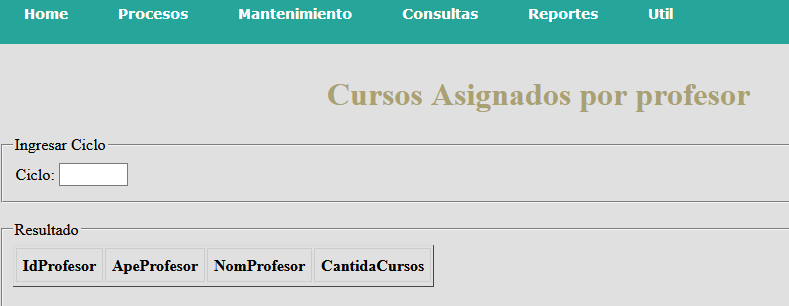 Home Procesos Mantenimiento Consultas Reportes Util
Cursos Asignados por profesor
Ingresar Ciclo
Ciclo:
Resultado
IdProfesor ApeProfesor NomProfesor CantidaCursos